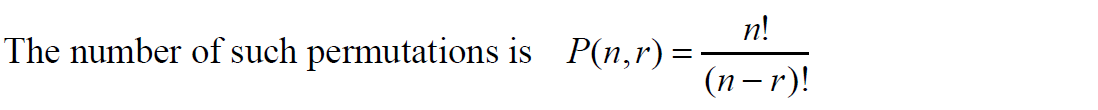 The number of such permutations is P(n,r) = n! / (n − r)!